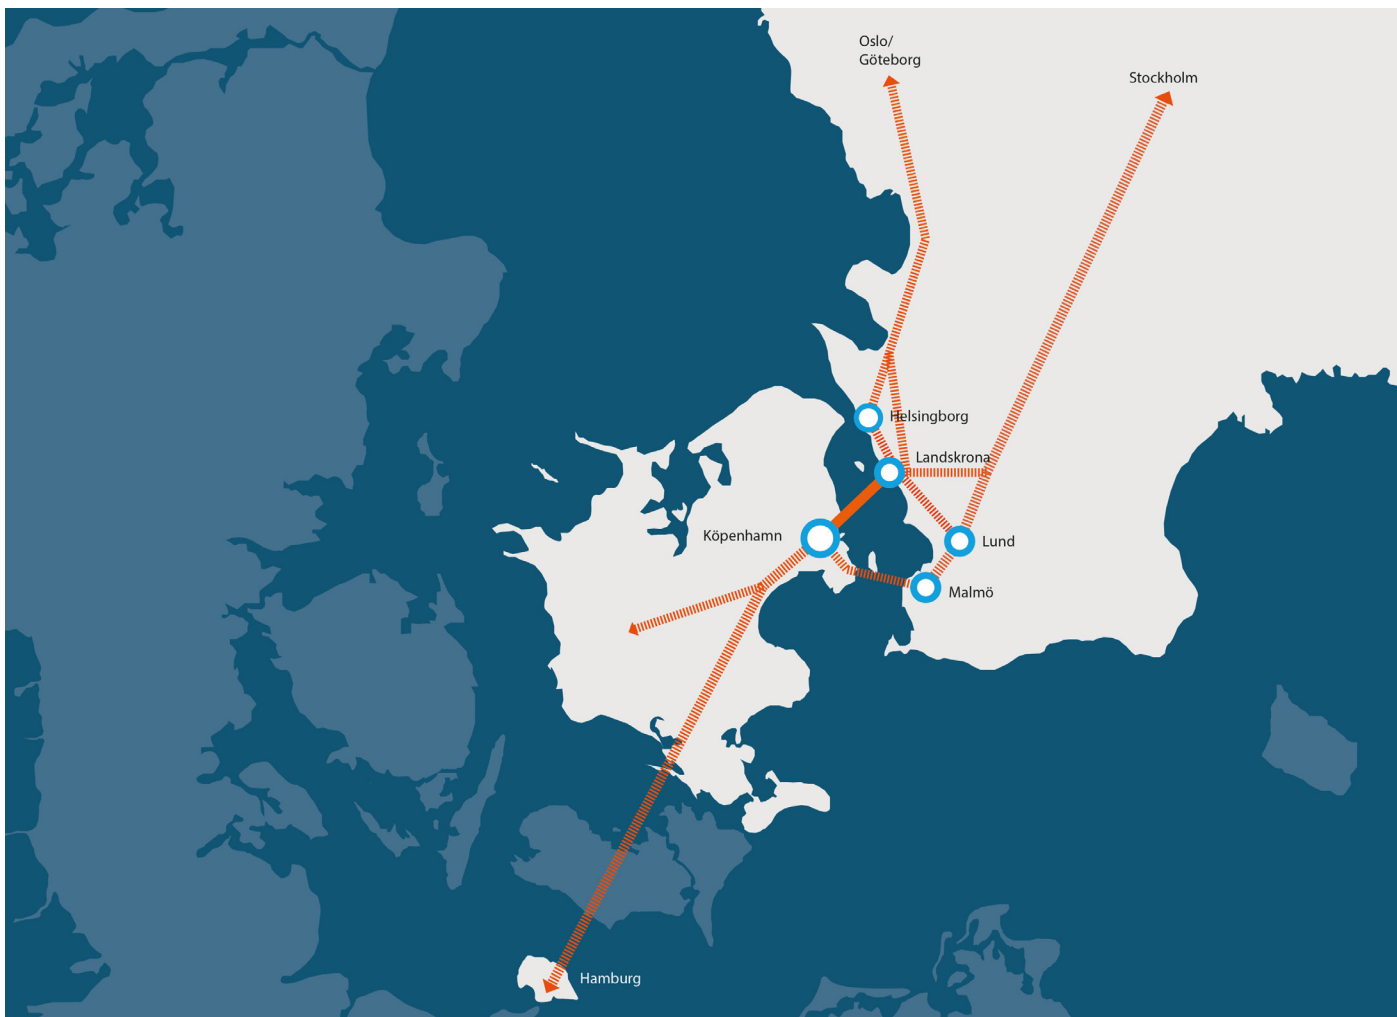 Oslo/
Göteborg
Stockholm
Helsingborg
Landskrona
Köpenhamn
Lund
Malmö
Hamburg